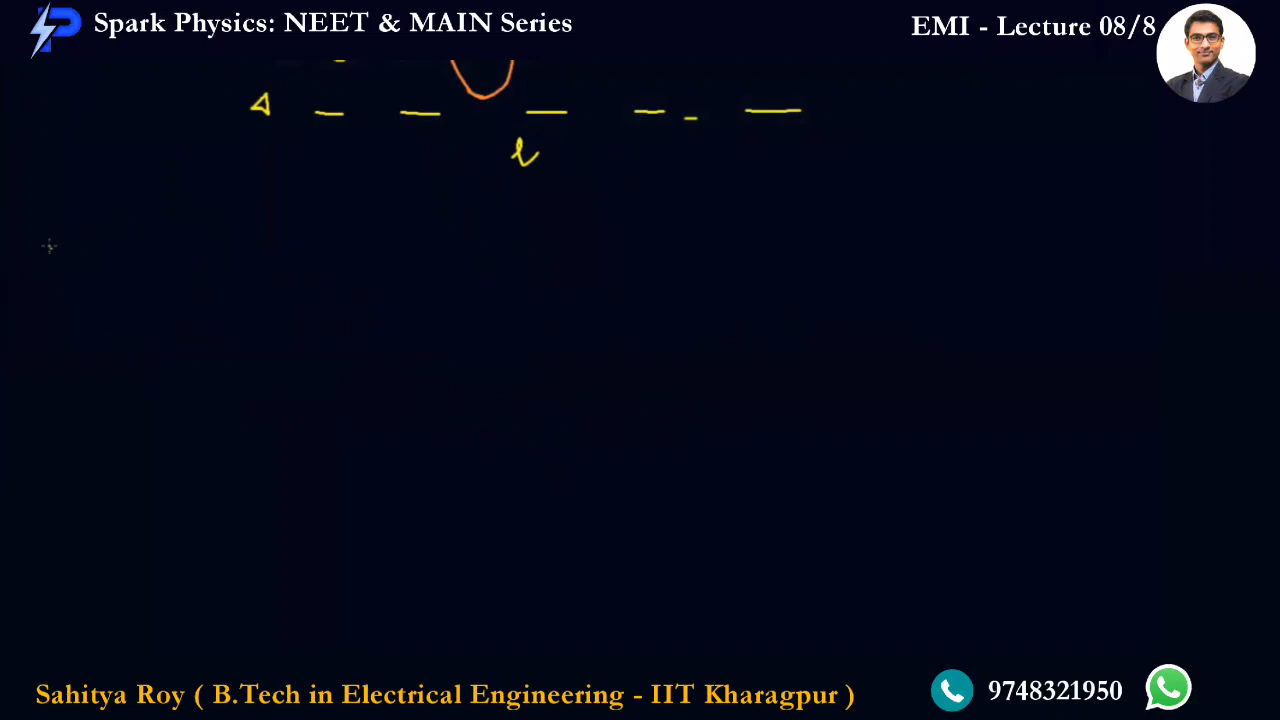 Spark Physics: NEET & MAIN Series
EMI - Lecture 08/8
l
Sahitya Roy ( B.Tech in Electrical Engineering - IIT Kharagpur )
9748321950